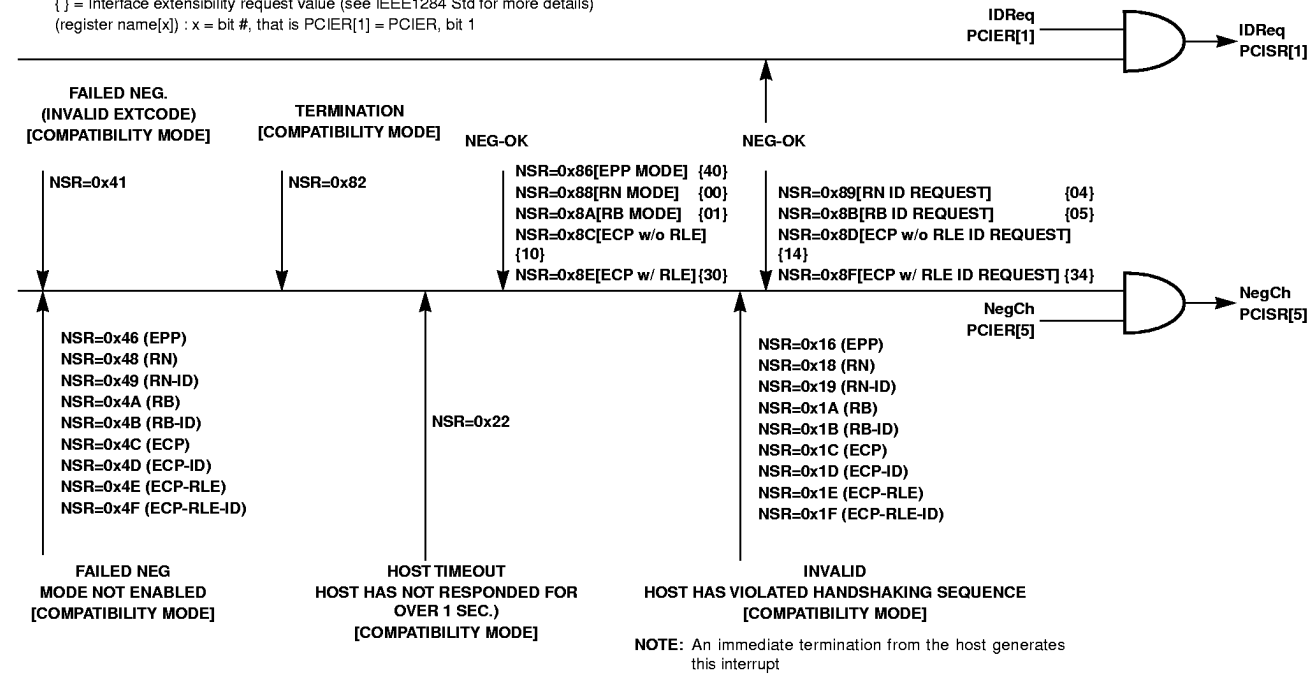 { } = Interface extensibility request value (see IEEE1284 Std for more details)
(register name[x]) : x = bit #, that is PCIER[1] = PCIER, bit 1
IDReq
PCIER[1]
IDReq
PCISR[1]
FAILED NEG.
(INVALID EXTCODE)
[COMPATIBILITY MODE]
TERMINATION
[COMPATIBILITY MODE]
NEG-OK
NEG-OK
NSR=0x41
NSR=0x82
NSR=0x86[EPP MODE] {40}
NSR=0x88[RN MODE] {00}
NSR=0x8A[RB MODE] {01}
NSR=0x8C[ECP w/o RLE]
{10}
NSR=0x8E[ECP w/ RLE]{30}
NSR=0x89[RN ID REQUEST] {04}
NSR=0x8B[RB ID REQUEST] {05}
NSR=0x8D[ECP w/o RLE ID REQUEST]
{14}
NSR=0x8F[ECP w/ RLE ID REQUEST] {34}
NegCh
PCIER[5]
NegCh
PCISR[5]
NSR=0x46 (EPP)
NSR=0x48 (RN)
NSR=0x49 (RN-ID)
NSR=0x4A (RB)
NSR=0x4B (RB-ID)
NSR=0x4C (ECP)
NSR=0x4D (ECP-ID)
NSR=0x4E (ECP-RLE)
NSR=0x4F (ECP-RLE-ID)
NSR=0x22
NSR=0x16 (EPP)
NSR=0x18 (RN)
NSR=0x19 (RN-ID)
NSR=0x1A (RB)
NSR=0x1B (RB-ID)
NSR=0x1C (ECP)
NSR=0x1D (ECP-ID)
NSR=0x1E (ECP-RLE)
NSR=0x1F (ECP-RLE-ID)
FAILED NEG
MODE NOT ENABLED
[COMPATIBILITY MODE]
HOST TIMEOUT
HOST HAS NOT RESPONDED FOR
OVER 1 SEC.)
[COMPATIBILITY MODE]
INVALID
HOST HAS VIOLATED HANDSHAKING SEQUENCE
[COMPATIBILITY MODE]
NOTE: An immediate termination from the host generates
this interrupt